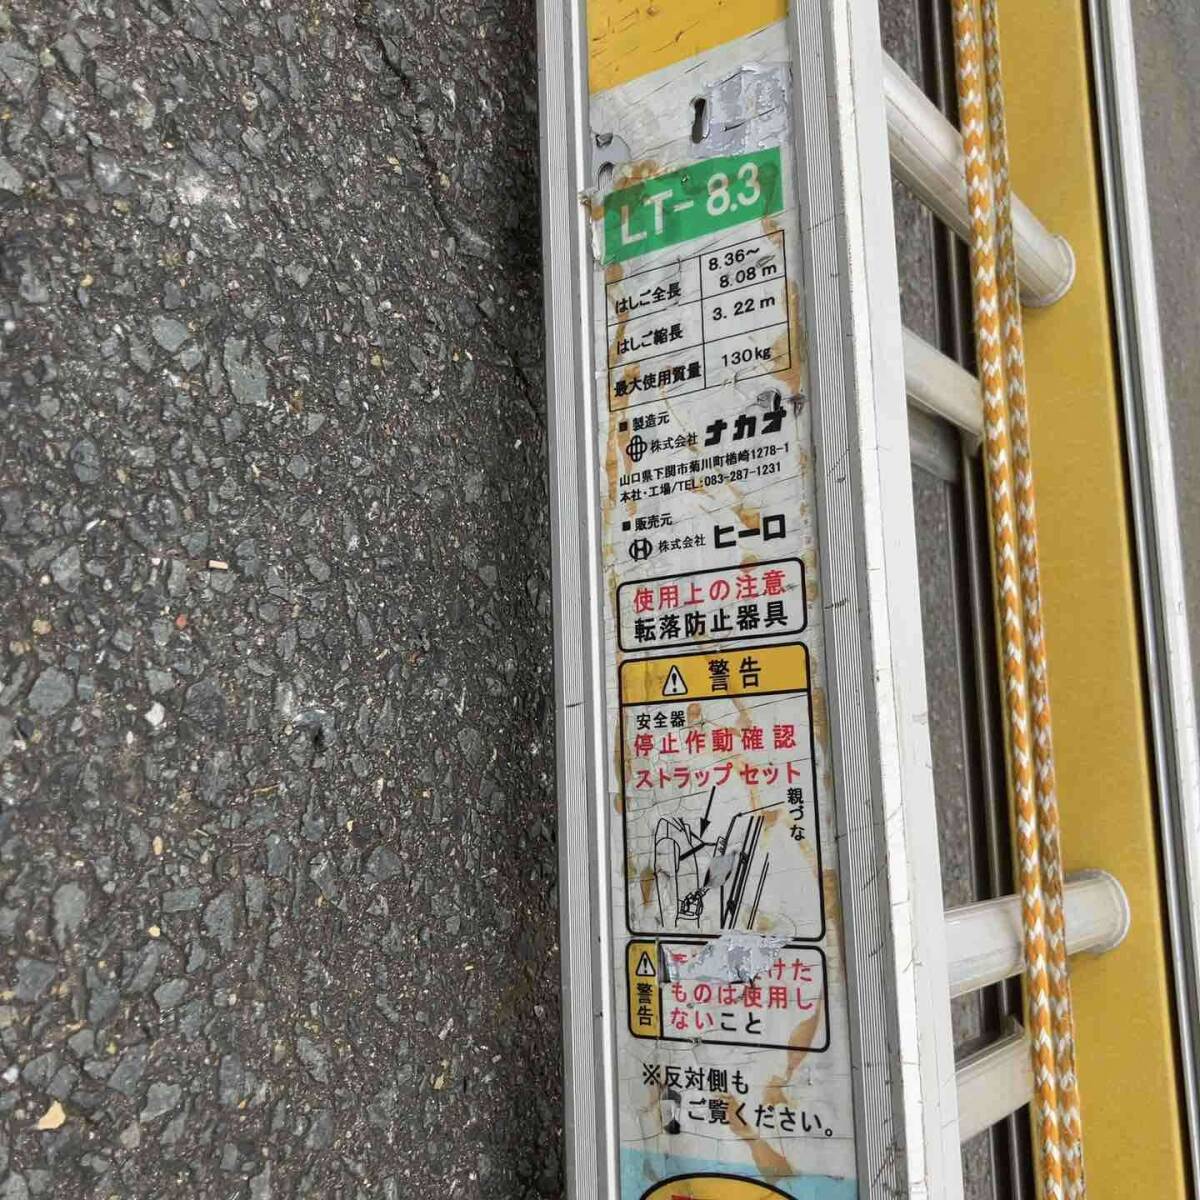 LT-8.3
はしご全長 8.36～8.08m
はしご縮長 3.22m
最大使用質量 130kg
■製造元
株式会社 ナカオ
山口県下関市菊川町楢崎1278-1
本社・工場/TEL:083-287-1231
■販売元
株式会社 ヒーロ
使用上の注意
転落防止器具
警告
安全器
停止作動確認
ストラップセット
親づな
警告
けた
ものは使用し
ないこと
※反対側も
ご覧ください。